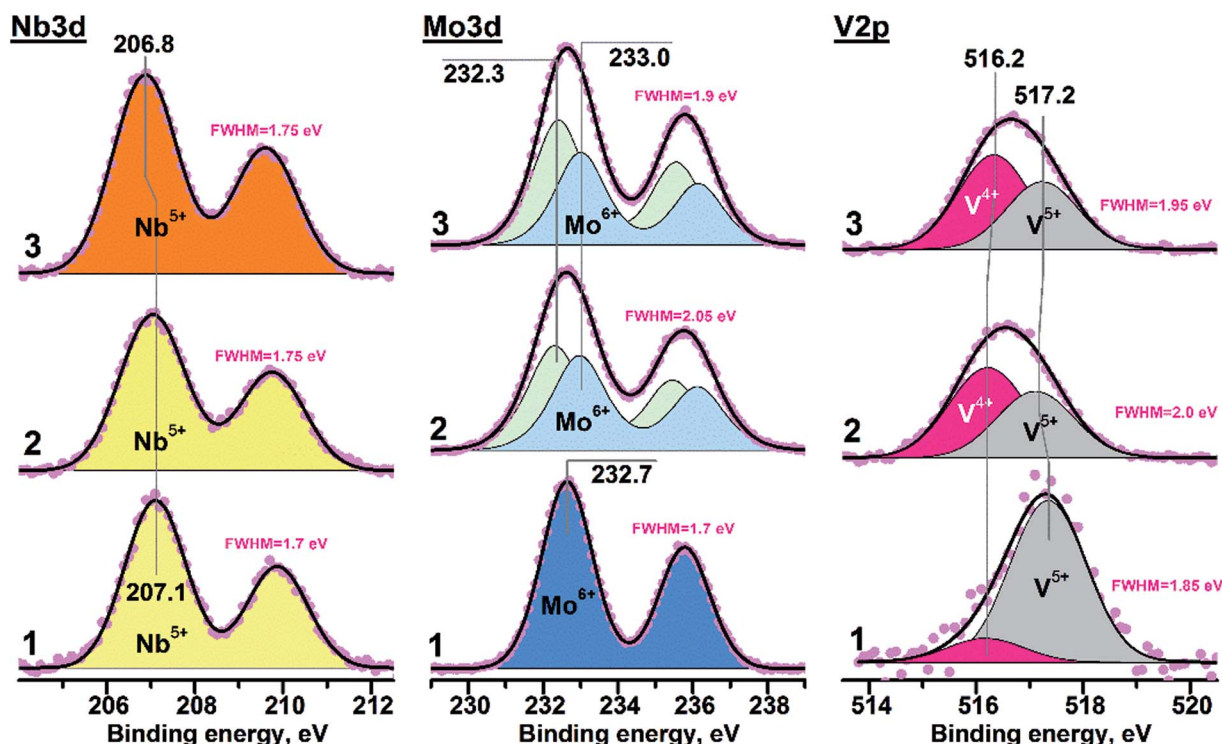 Nb3d
206.8
FWHM=1.75 eV
Nb5+
3
FWHM=1.75 eV
Nb5+
2
FWHM=1.7 eV
207.1
Nb5+
1
206 208 210 212
Binding energy, eV
Mo3d
232.3
233.0
FWHM=1.9 eV
3
Mo6+
FWHM=2.05 eV
2
Mo6+
232.7
FWHM=1.7 eV
Mo6+
1
230 232 234 236 238
Binding energy, eV
V2p
516.2
517.2
V4+
FWHM=1.95 eV
3
V5+
V4+
FWHM=2.0 eV
2
V5+
V5+
FWHM=1.85 eV
1
514 516 518 520
Binding energy, eV